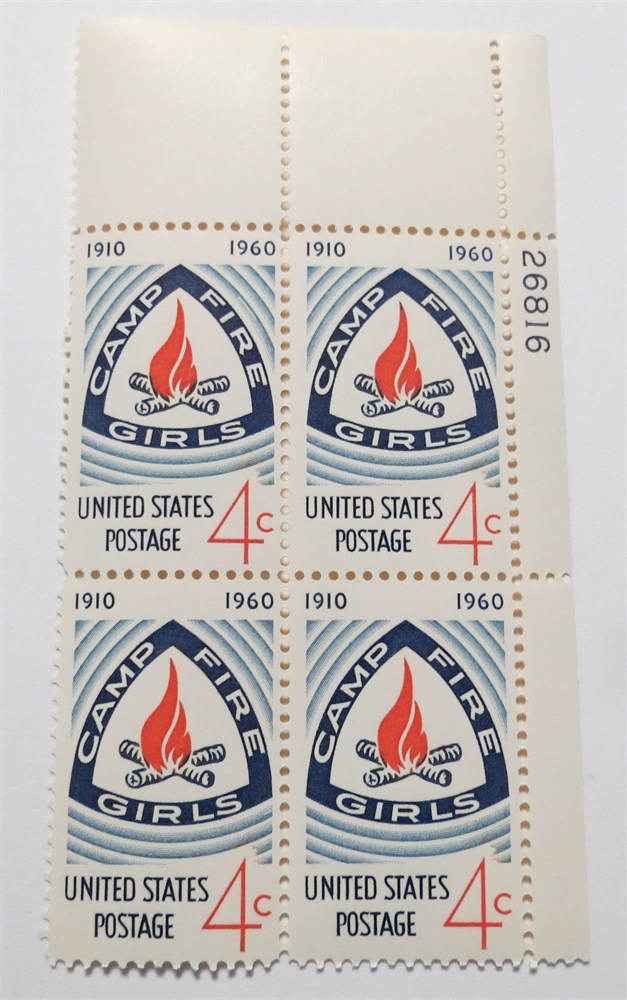 1910 1960
CAMP FIRE
GIRLS
UNITED STATES
POSTAGE
4c
1910 1960
CAMP FIRE
GIRLS
UNITED STATES
POSTAGE
4c
26816
1910 1960
CAMP FIRE
GIRLS
UNITED STATES
POSTAGE
4c
1910 1960
CAMP FIRE
GIRLS
UNITED STATES
POSTAGE
4c